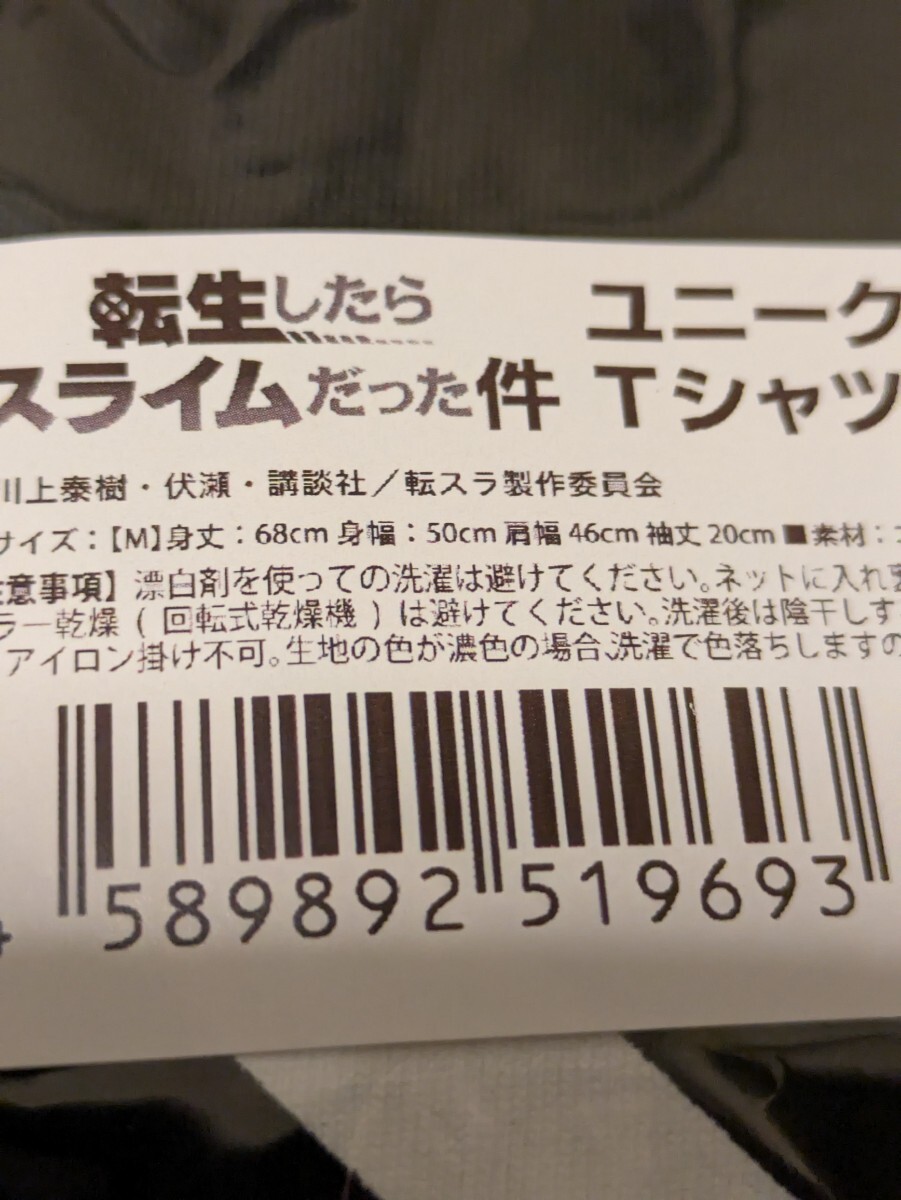 転生したら
スライムだった件
ユニーク
Tシャツ
川上泰樹・伏瀬・講談社／転スラ製作委員会
サイズ：【M】身丈：68cm 身幅：50cm 肩幅 46cm 袖丈 20cm ■素材：
意事項】漂白剤を使っての洗濯は避けてください。ネットに入れ裏
ラー乾燥（回転式乾燥機）は避けてください。洗濯後は陰干しす
アイロン掛け不可。生地の色が濃色の場合、洗濯で色落ちしますの
589892 519693